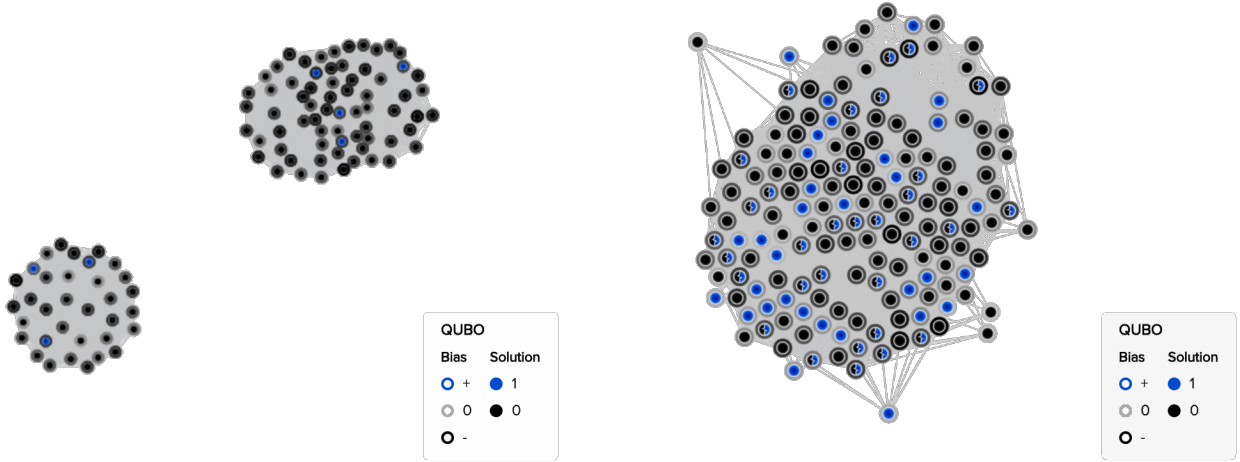 QUBO
Bias Solution
+ 1
0 0
-
QUBO
Bias Solution
+ 1
0 0
-